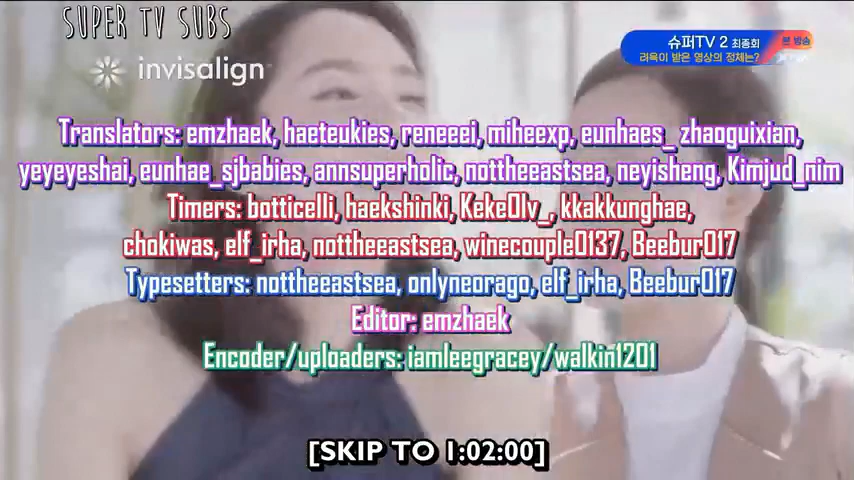 SUPER TV SUBS
invisalign
슈퍼TV 2 최종회
본 방송
려욱이 받은 영상의 정체는?
Translators: emzhaek, haeteukies, reneeei, miheexp, eunhaes_ zhaoguixian,
yeyeyeshai, eunhae_sjbabies, annsuperholic, nottheeastsea, neyisheng, Kimjud_nim
Timers: botticelli, haekshinki, KekeOlv_, kkakkunghae,
chokiwas, elf_irha, nottheeastsea, winecouple0137, Beebur017
Typesetters: nottheeastsea, onlyneorago, elf_irha, Beebur017
Editor: emzhaek
Encoder/uploaders: iamleegracey/walkin1201
[SKIP TO 1:02:00]